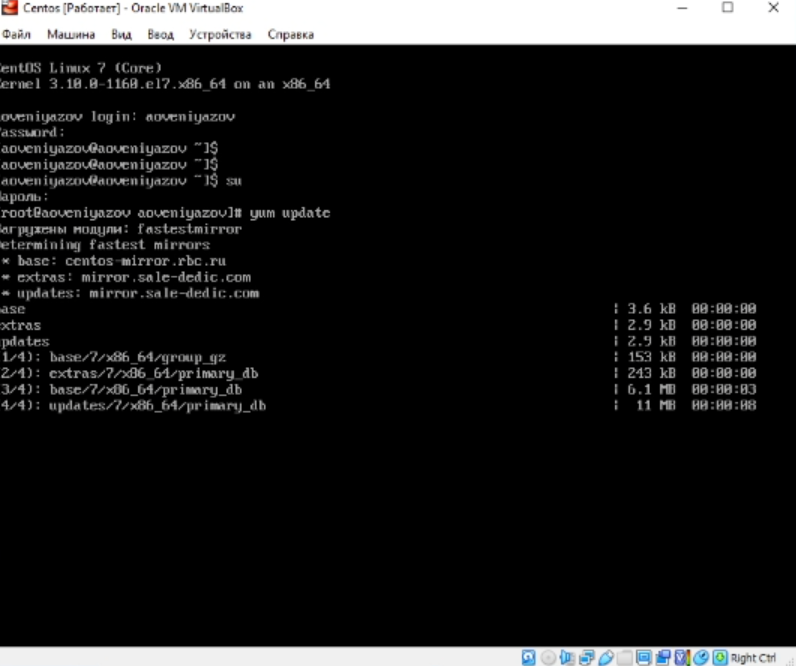 Centos [Работает] - Oracle VM VirtualBox
Файл Машина Вид Ввод Устройства Справка
entOS Linux 7 (Core)
ernel 3.10.0-1160.el7.x86_64 on an x86_64
oveniyazov login: aoveniyazov
assword:
aoveniyazov@aoveniyazov ~]$
aoveniyazov@aoveniyazov ~]$
aoveniyazov@aoveniyazov ~]$ su
ароль:
root@aoveniyazov aoveniyazov]# yum update
агружены модули: fastestmirror
etermining fastest mirrors
* base: centos-mirror.rbc.ru
* extras: mirror.sale-dedic.com
* updates: mirror.sale-dedic.com
ase | 3.6 kB 00:00:00
xtras | 2.9 kB 00:00:00
pdates | 2.9 kB 00:00:00
1/4): base/7/x86_64/group_gz | 153 kB 00:00:00
2/4): extras/7/x86_64/primary_db | 243 kB 00:00:00
3/4): base/7/x86_64/primary_db | 6.1 MB 00:00:03
4/4): updates/7/x86_64/primary_db | 11 MB 00:00:08
Right Ctrl